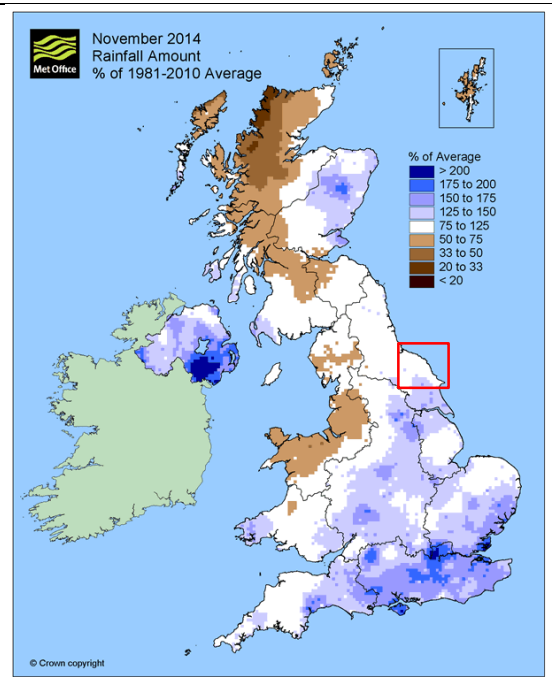 Met Office
November 2014
Rainfall Amount
% of 1981-2010 Average
% of Average
> 200
175 to 200
150 to 175
125 to 150
75 to 125
50 to 75
33 to 50
20 to 33
< 20
© Crown copyright